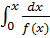 ∫₀ˣ dx/f(x)